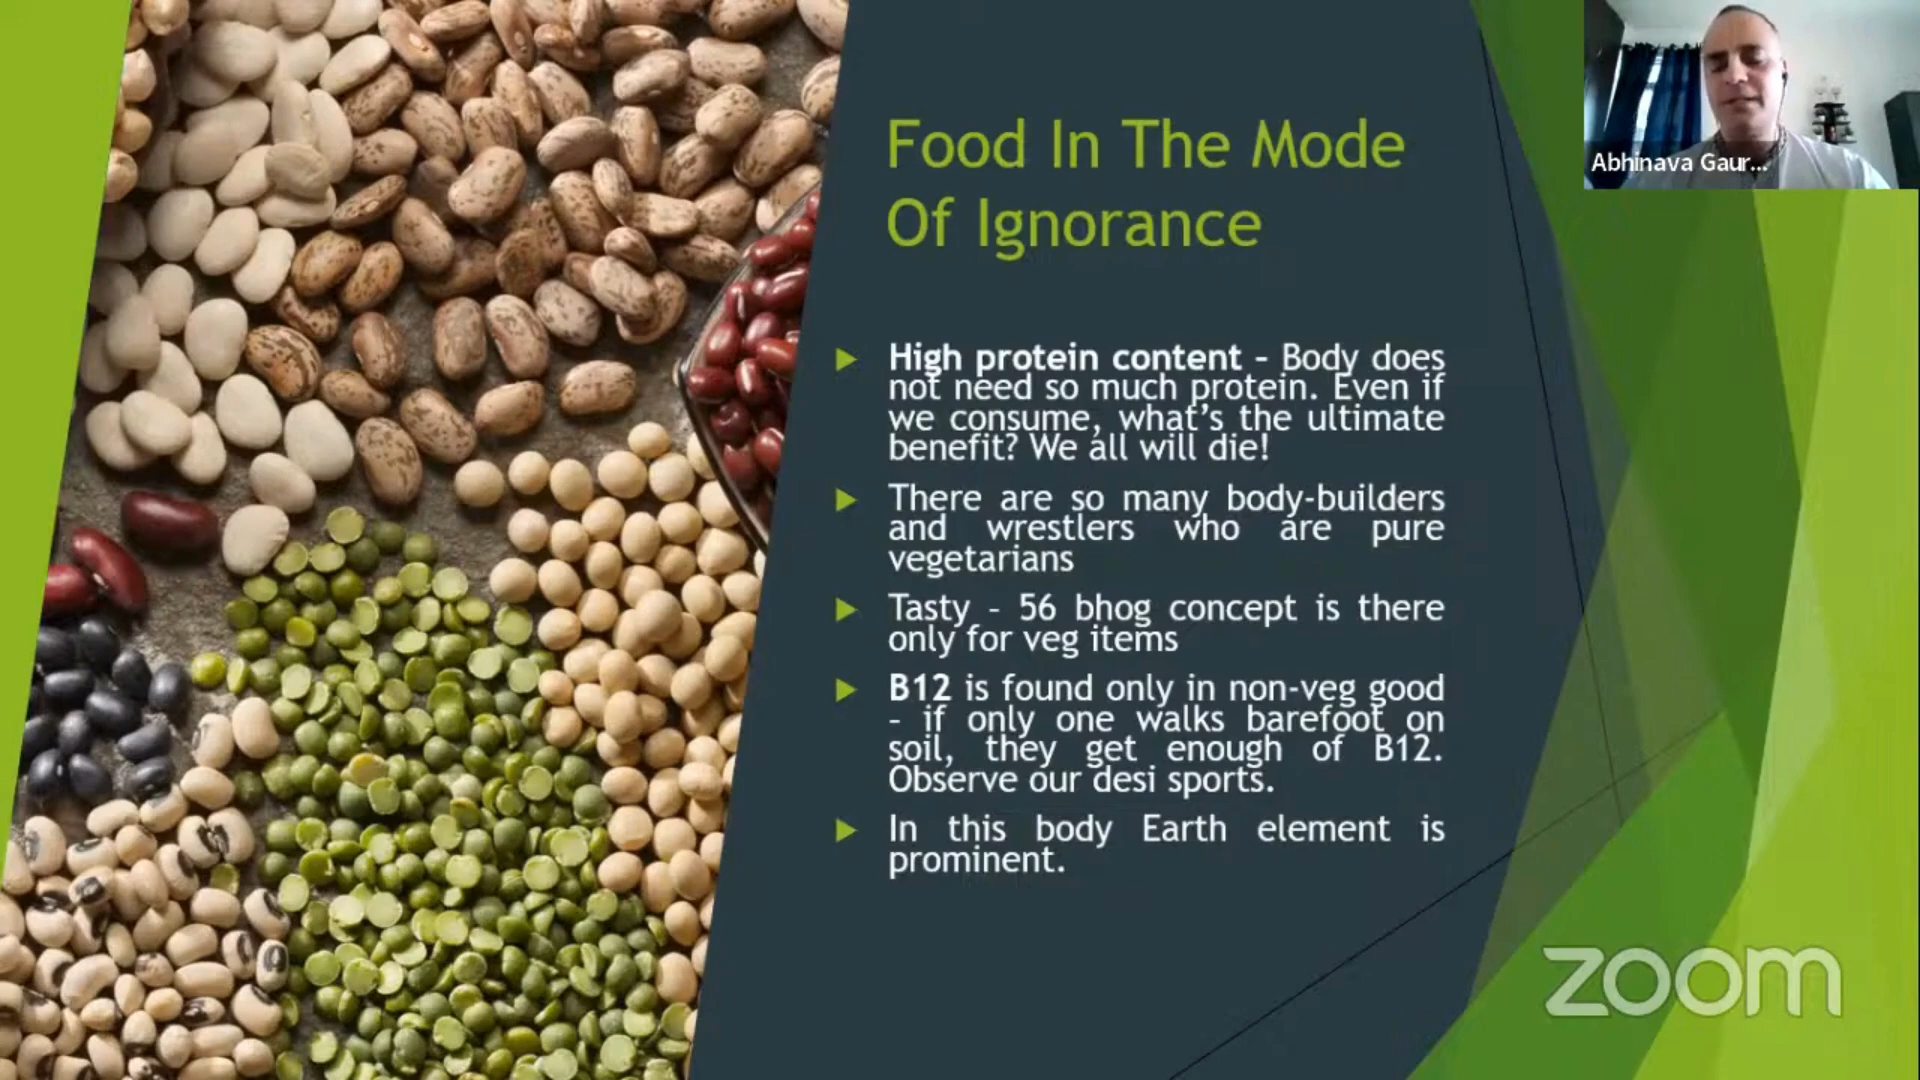 Food In The Mode
Of Ignorance
High protein content – Body does
not need so much protein. Even if
we consume, what's the ultimate
benefit? We all will die!
There are so many body-builders
and wrestlers who are pure
vegetarians
Tasty – 56 bhog concept is there
only for veg items
B12 is found only in non-veg good
– if only one walks barefoot on
soil, they get enough of B12.
Observe our desi sports.
In this body Earth element is
prominent.
Abhinava Gaur...
zoom